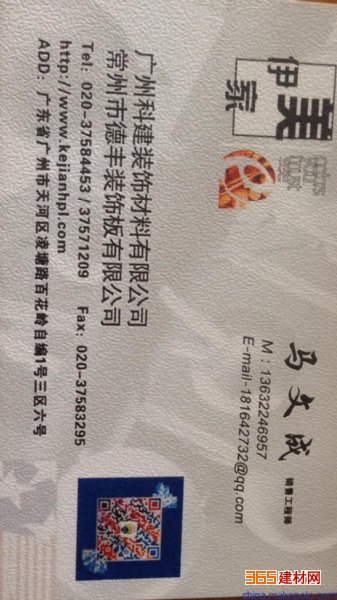 伊美家
马文成 销售工程师
M：13632246957
E-mail-181642732@qq.com
广州科建装饰材料有限公司
常州市德丰装饰板有限公司
Tel: 020-37584453 / 37571209 Fax: 020-37583295
http://www.kejianhpl.com
ADD: 广东省广州市天河区凌塘路百花岭自编1号三区六号
365建材网